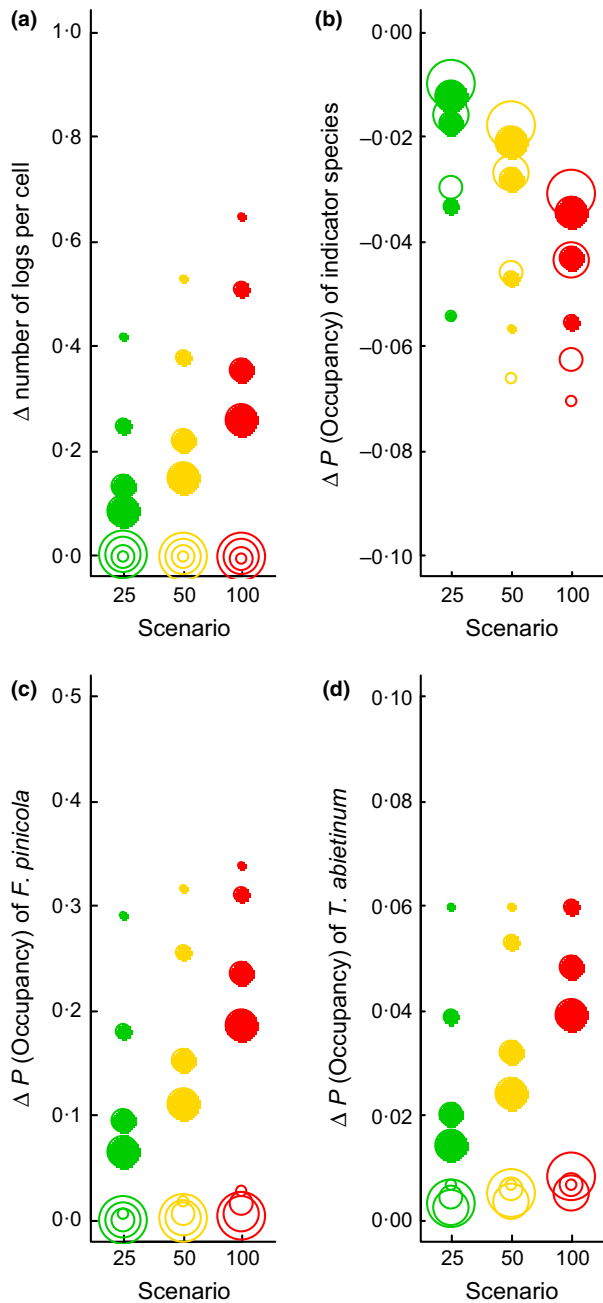 (a)
Δ number of logs per cell
1·0
0·8
0·6
0·4
0·2
0·0
25 50 100
Scenario
(b)
Δ P (Occupancy) of indicator species
0·00
–0·02
–0·04
–0·06
–0·08
–0·10
25 50 100
Scenario
(c)
Δ P (Occupancy) of F. pinicola
0·5
0·4
0·3
0·2
0·1
0·0
25 50 100
Scenario
(d)
Δ P (Occupancy) of T. abietinum
0·10
0·08
0·06
0·04
0·02
0·00
25 50 100
Scenario